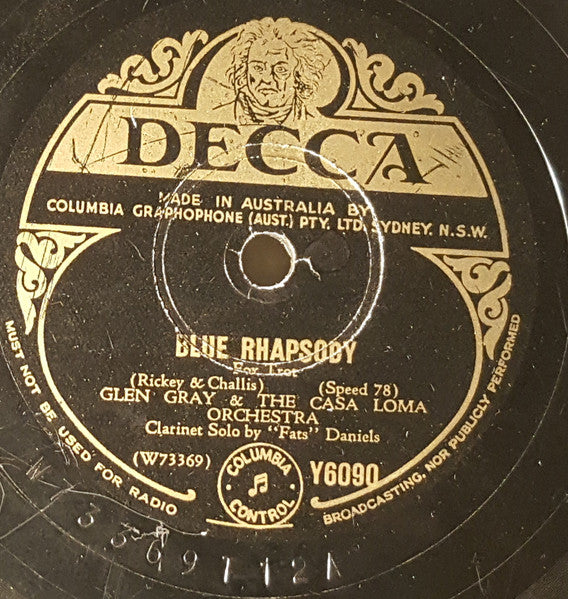 DECCA
MADE IN AUSTRALIA BY
COLUMBIA GRAPHOPHONE (AUST.) PTY. LTD. SYDNEY. N.S.W.
BLUE RHAPSODY
Fox Trot
(Rickey & Challis) (Speed 78)
GLEN GRAY & THE CASA LOMA
ORCHESTRA
Clarinet Solo by "Fats" Daniels
(W73369)
COLUMBIA
CONTROL
Y6090
MUST NOT BE USED FOR RADIO
BROADCASTING, NOR PUBLICLY PERFORMED